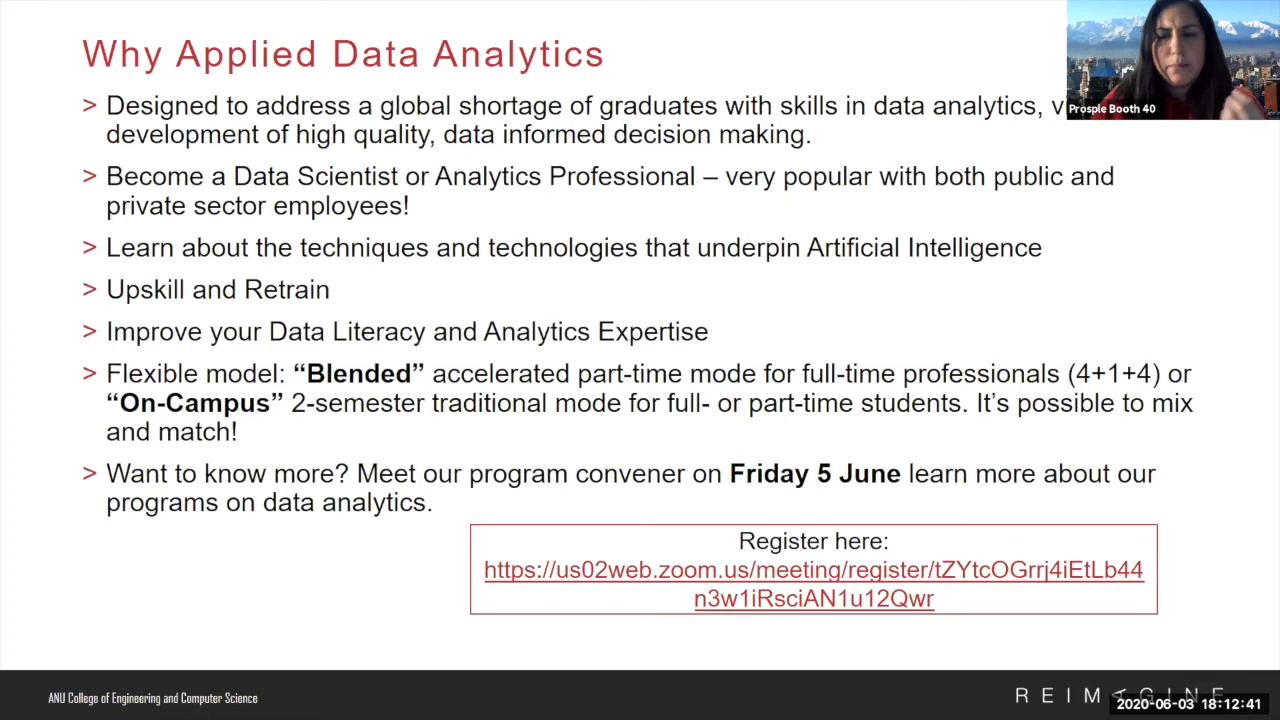 Why Applied Data Analytics
> Designed to address a global shortage of graduates with skills in data analytics,
development of high quality, data informed decision making.
> Become a Data Scientist or Analytics Professional – very popular with both public and
private sector employees!
> Learn about the techniques and technologies that underpin Artificial Intelligence
> Upskill and Retrain
> Improve your Data Literacy and Analytics Expertise
> Flexible model: “Blended” accelerated part-time mode for full-time professionals (4+1+4) or
“On-Campus” 2-semester traditional mode for full- or part-time students. It’s possible to mix
and match!
> Want to know more? Meet our program convener on Friday 5 June learn more about our
programs on data analytics.
Register here:
https://us02web.zoom.us/meeting/register/tZYtcOGrrj4iEtLb44
n3w1iRsciAN1u12Qwr
Prosple Booth 40
ANU College of Engineering and Computer Science
REIMAGINE
2020-06-03 18:12:41